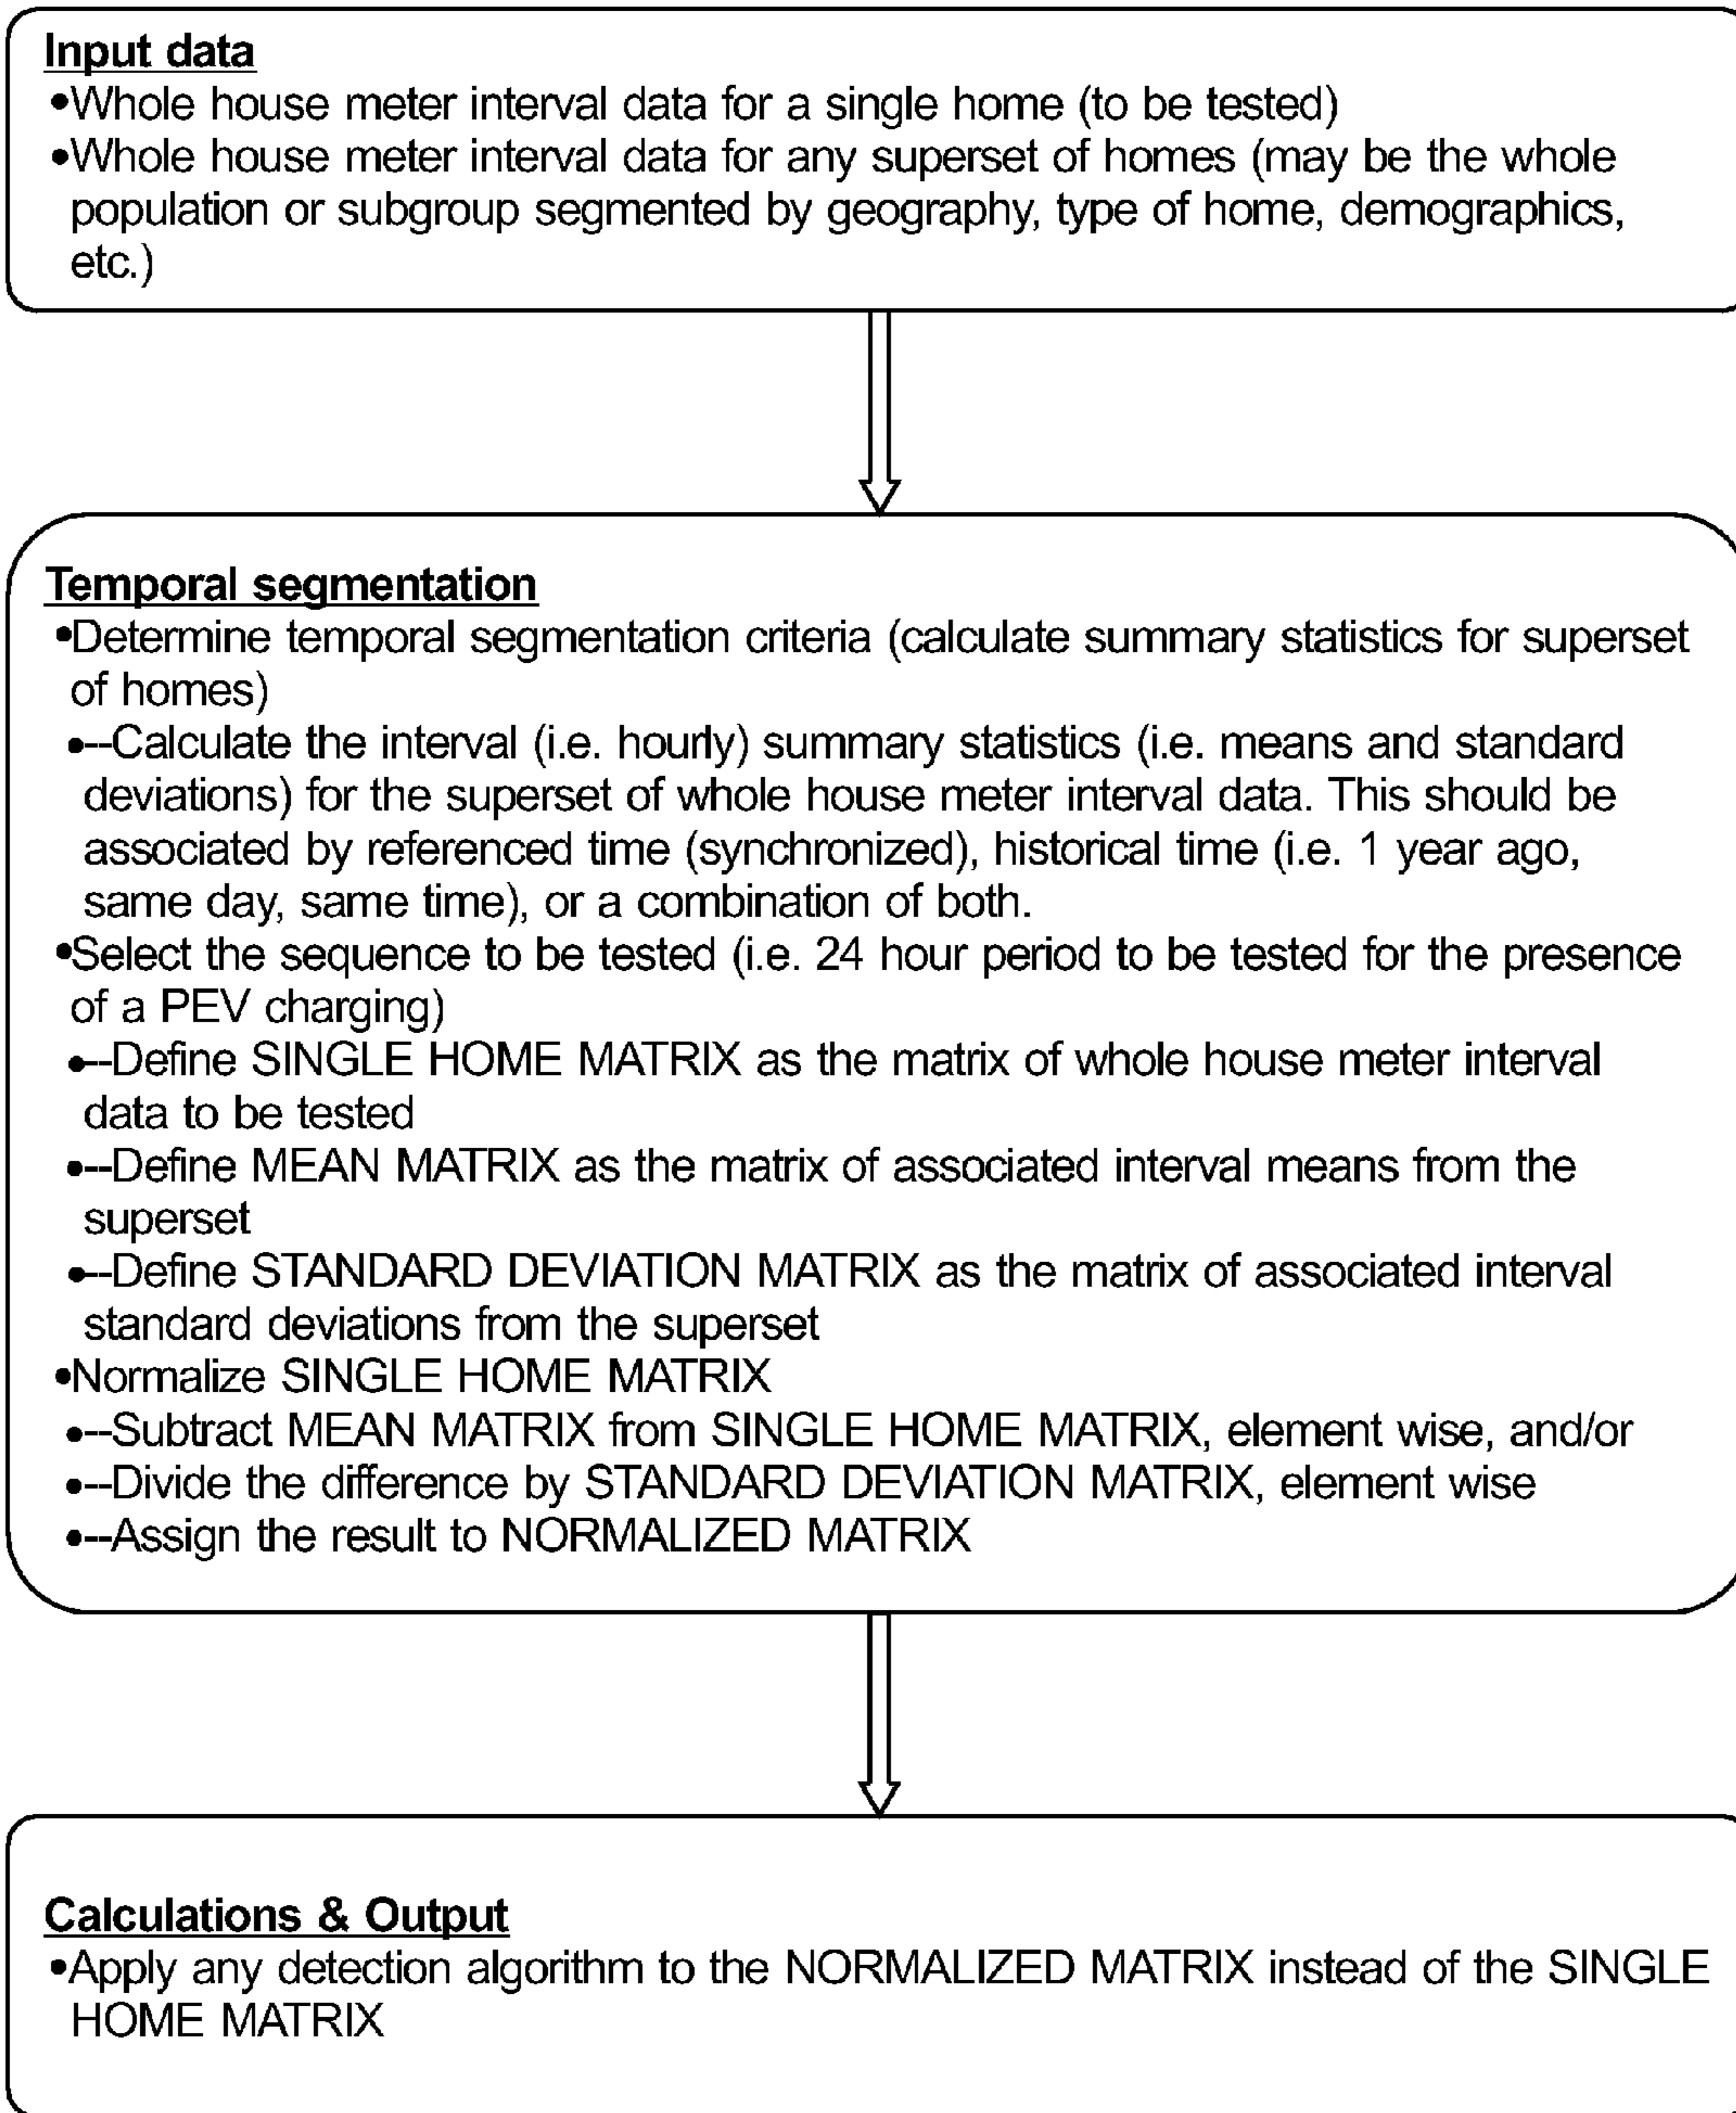 Input data
•Whole house meter interval data for a single home (to be tested)
•Whole house meter interval data for any superset of homes (may be the whole
population or subgroup segmented by geography, type of home, demographics,
etc.)
Temporal segmentation
•Determine temporal segmentation criteria (calculate summary statistics for superset
of homes)
•--Calculate the interval (i.e. hourly) summary statistics (i.e. means and standard
deviations) for the superset of whole house meter interval data. This should be
associated by referenced time (synchronized), historical time (i.e. 1 year ago,
same day, same time), or a combination of both.
•Select the sequence to be tested (i.e. 24 hour period to be tested for the presence
of a PEV charging)
•--Define SINGLE HOME MATRIX as the matrix of whole house meter interval
data to be tested
•--Define MEAN MATRIX as the matrix of associated interval means from the
superset
•--Define STANDARD DEVIATION MATRIX as the matrix of associated interval
standard deviations from the superset
•Normalize SINGLE HOME MATRIX
•--Subtract MEAN MATRIX from SINGLE HOME MATRIX, element wise, and/or
•--Divide the difference by STANDARD DEVIATION MATRIX, element wise
•--Assign the result to NORMALIZED MATRIX
Calculations & Output
•Apply any detection algorithm to the NORMALIZED MATRIX instead of the SINGLE
HOME MATRIX